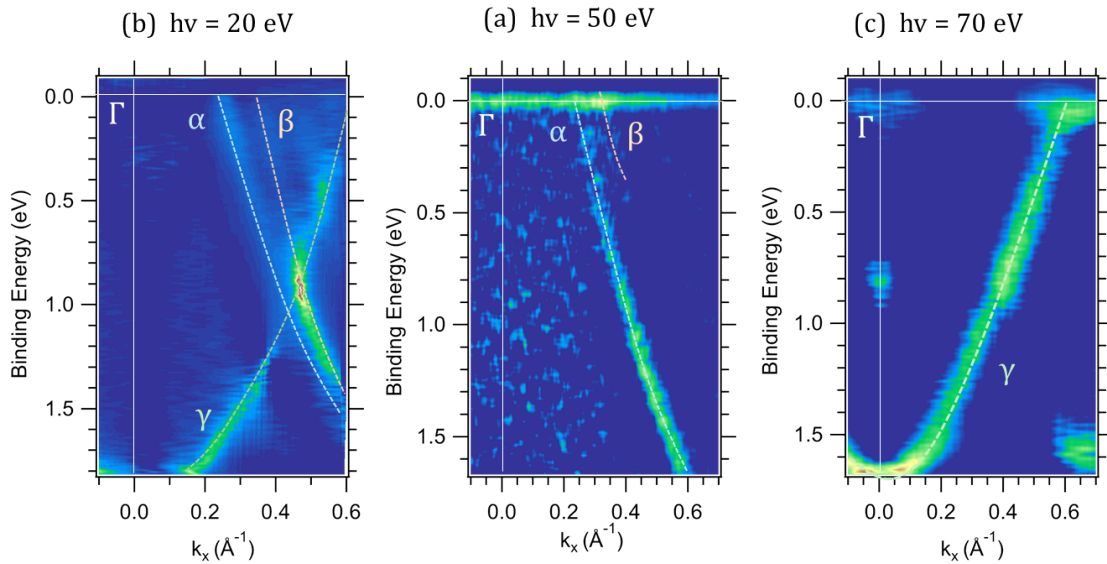 (b) hν = 20 eV
(a) hν = 50 eV
(c) hν = 70 eV
0.0
0.5
1.0
1.5
Binding Energy (eV)
Γ
α
β
γ
0.0 0.2 0.4 0.6
kx (Å-1)
0.0
0.5
1.0
1.5
Binding Energy (eV)
Γ
α
β
0.0 0.2 0.4 0.6
kx (Å-1)
0.0
0.5
1.0
1.5
Binding Energy (eV)
Γ
γ
0.0 0.2 0.4 0.6
kx (Å-1)